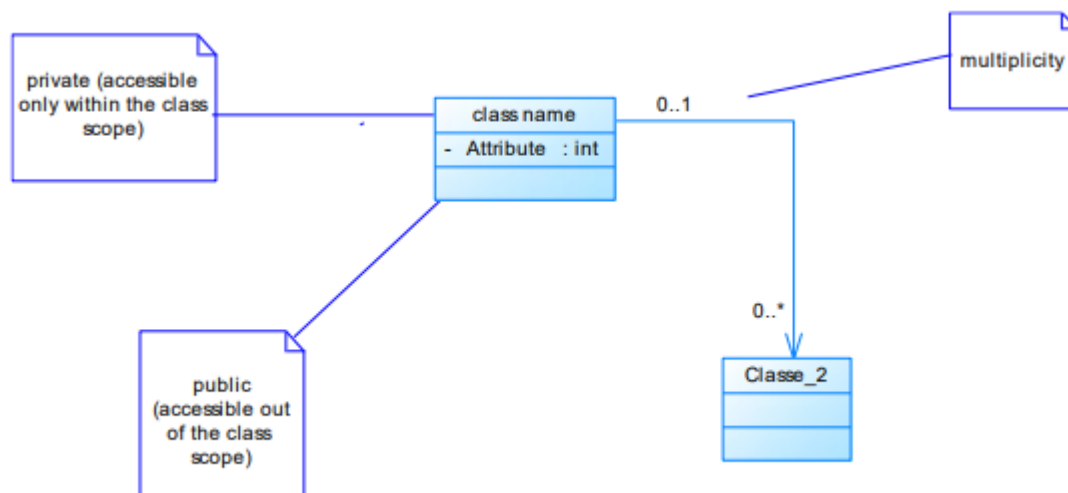 private (accessible
only within the class
scope)
class name
- Attribute : int
0..1
multiplicity
0..*
Classe_2
public
(accessible out
of the class
scope)